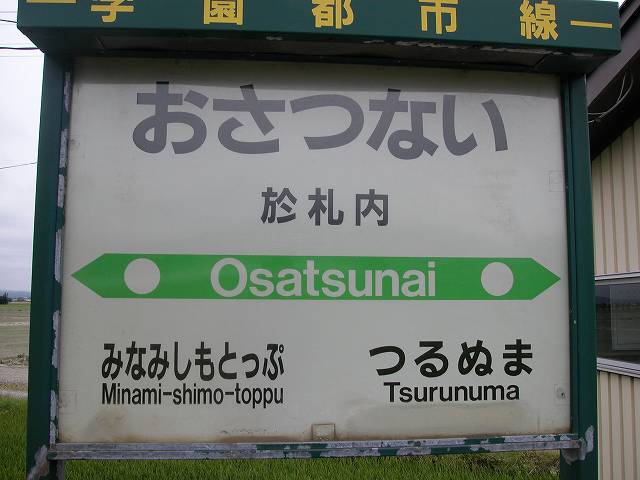 学園都市線
おさつない
於札内
Osatsunai
みなみしもとっぷ
Minami-shimo-toppu
つるぬま
Tsurunuma